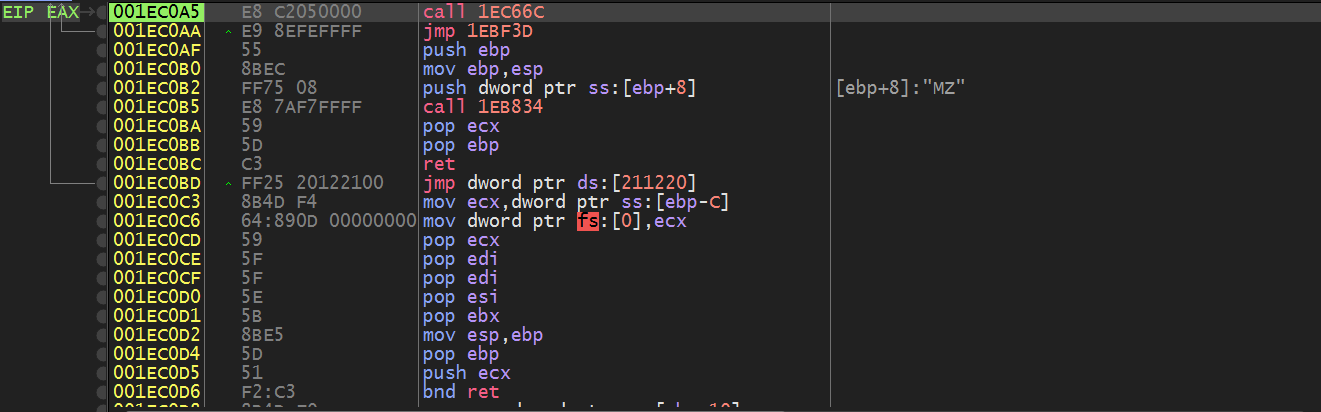 EIP EAX 001EC0A5 E8 C2050000 call 1EC66C
001EC0AA E9 8EFEFFFF jmp 1EBF3D
001EC0AF 55 push ebp
001EC0B0 8BEC mov ebp,esp
001EC0B2 FF75 08 push dword ptr ss:[ebp+8] [ebp+8]:"MZ"
001EC0B5 E8 7AF7FFFF call 1EB834
001EC0BA 59 pop ecx
001EC0BB 5D pop ebp
001EC0BC C3 ret
001EC0BD FF25 20122100 jmp dword ptr ds:[211220]
001EC0C3 8B4D F4 mov ecx,dword ptr ss:[ebp-C]
001EC0C6 64:890D 00000000 mov dword ptr fs:[0],ecx
001EC0CD 59 pop ecx
001EC0CE 5F pop edi
001EC0CF 5F pop edi
001EC0D0 5E pop esi
001EC0D1 5B pop ebx
001EC0D2 8BE5 mov esp,ebp
001EC0D4 5D pop ebp
001EC0D5 51 push ecx
001EC0D6 F2:C3 bnd ret